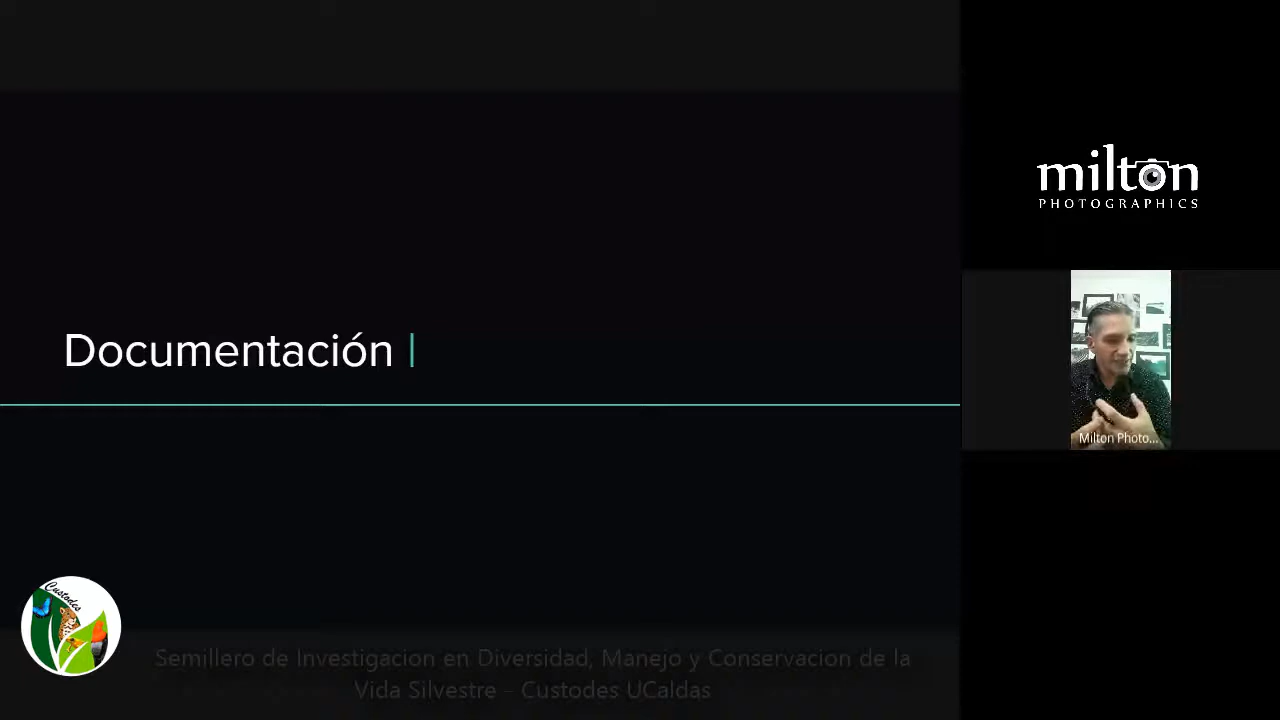 milton
PHOTOGRAPHICS
Documentación |
Milton Photo...
Custodes
Semillero de Investigacion en Diversidad, Manejo y Conservacion de la
Vida Silvestre - Custodes UCaldas